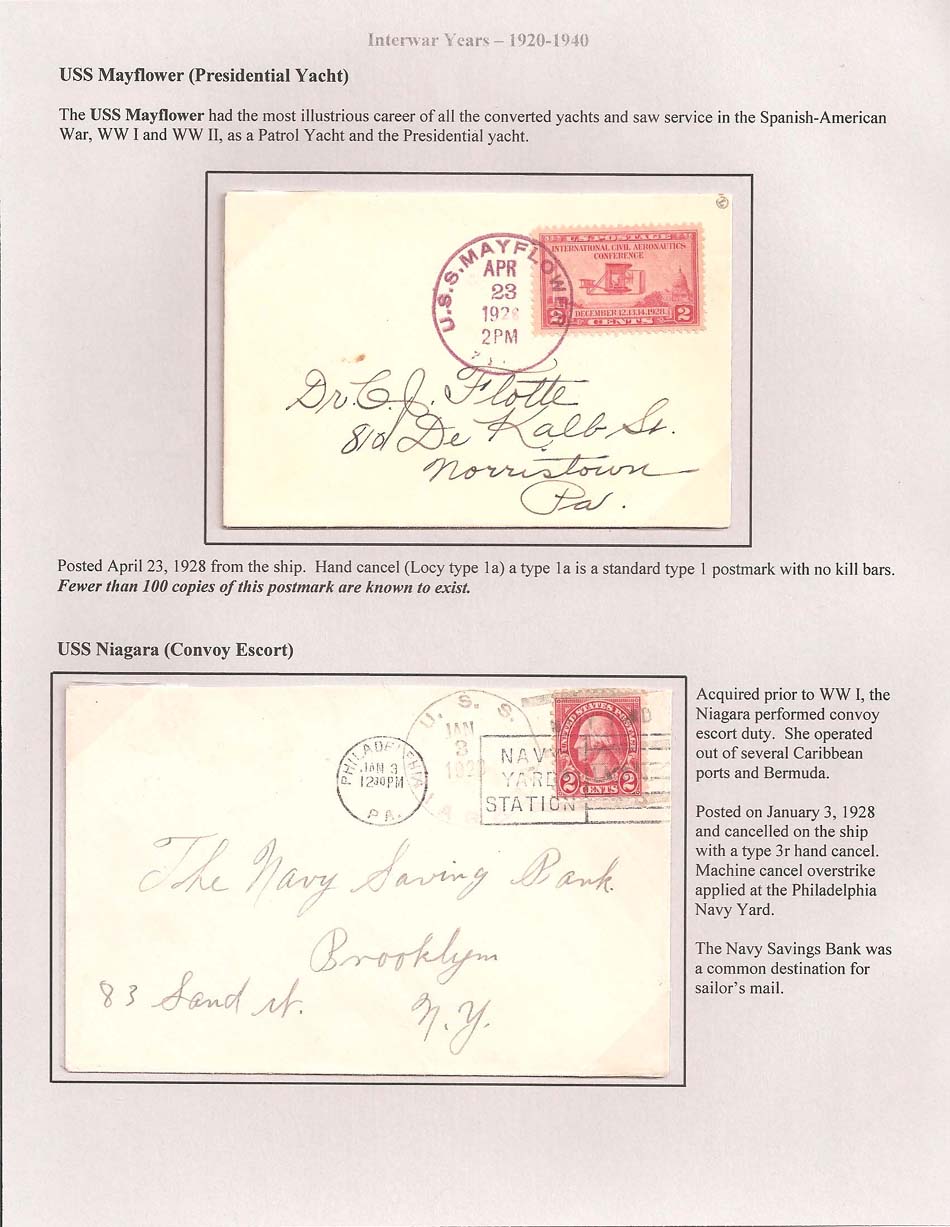 Interwar Years – 1920-1940
USS Mayflower (Presidential Yacht)
The USS Mayflower had the most illustrious career of all the converted yachts and saw service in the Spanish-American
War, WW I and WW II, as a Patrol Yacht and the Presidential yacht.
U.S.S. MAYFLOWER
APR
23
1928
2PM
U.S. POSTAGE
INTERNATIONAL CIVIL AERONAUTICS
CONFERENCE
DECEMBER 12.13.14.1928.
2 CENTS 2
Dr. C. J. Flotte
810 De Kalb St.
Norristown
Pa.
Posted April 23, 1928 from the ship. Hand cancel (Locy type 1a) a type 1a is a standard type 1 postmark with no kill bars.
Fewer than 100 copies of this postmark are known to exist.
USS Niagara (Convoy Escort)
U. S. S.
JAN
3
PHILADELPHIA
JAN 3
1230PM
PA.
NAVY
YARD
STATION
UNITED STATES POSTAGE
2 CENTS 2
The Navy Saving Bank.
Brooklym
83 Sand st.
N.Y.
Acquired prior to WW I, the
Niagara performed convoy
escort duty. She operated
out of several Caribbean
ports and Bermuda.
Posted on January 3, 1928
and cancelled on the ship
with a type 3r hand cancel.
Machine cancel overstrike
applied at the Philadelphia
Navy Yard.
The Navy Savings Bank was
a common destination for
sailor's mail.